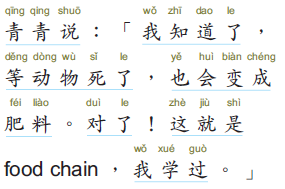 qīng qing shuō wǒ zhī dao le
青青说：「我知道了，
děng dòng wù sǐ le yě huì biàn chéng
等动物死了，也会变成
féi liào duì le zhè jiù shì
肥料。对了！这就是
wǒ xué guò
food chain，我学过。」